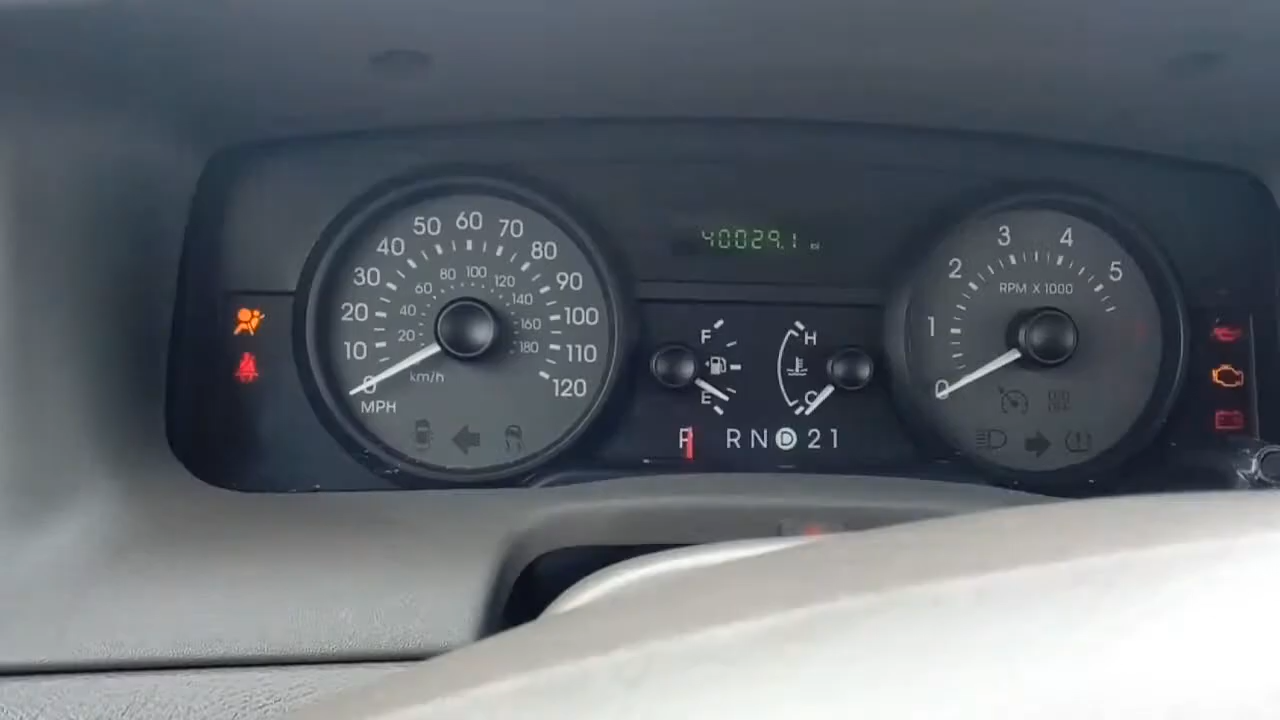 10 20 30 40 50 60 70 80 90 100 110 120
20 40 60 80 100 120 140 160 180
km/h
0
MPH
40029.1
F
E
H
C
P R N D 2 1
0 1 2 3 4 5
RPM X 1000